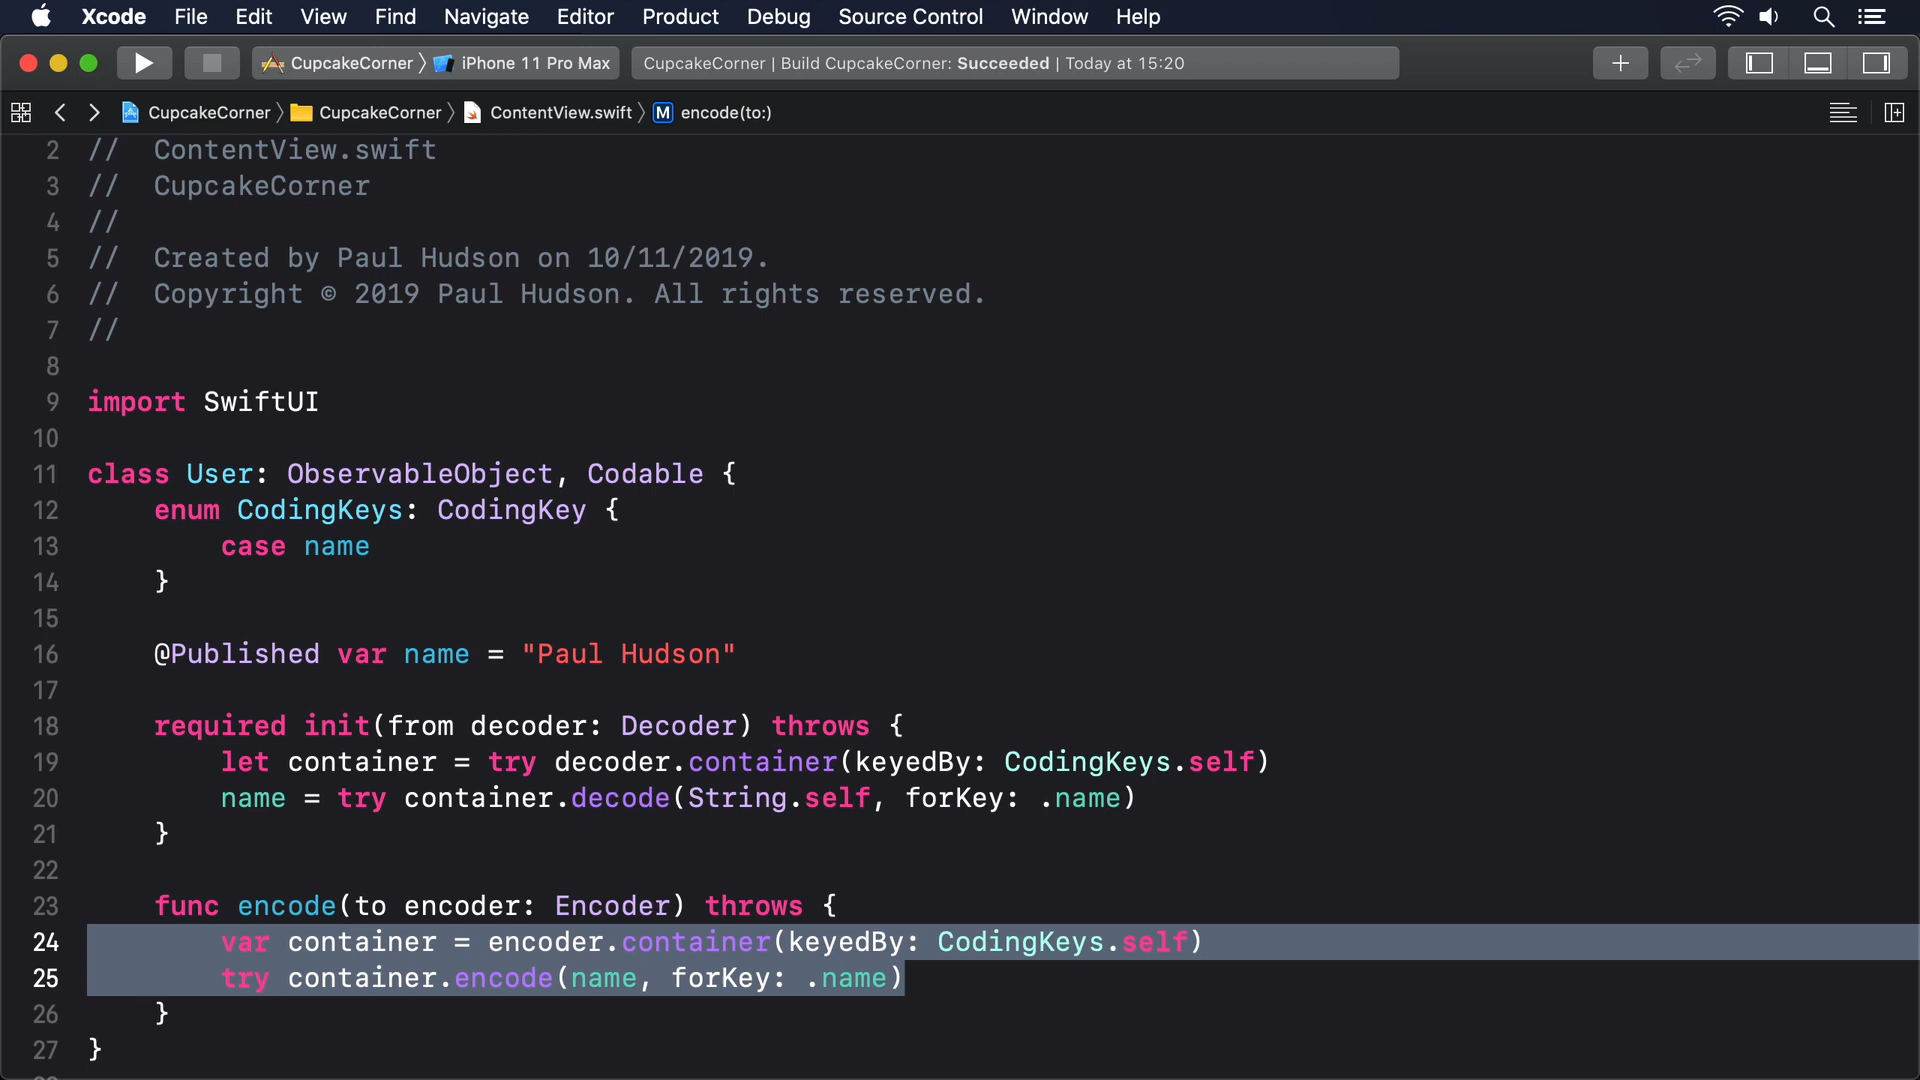 Xcode File Edit View Find Navigate Editor Product Debug Source Control Window Help
CupcakeCorner iPhone 11 Pro Max CupcakeCorner | Build CupcakeCorner: Succeeded | Today at 15:20
CupcakeCorner CupcakeCorner ContentView.swift M encode(to:)
2 //  ContentView.swift
3 //  CupcakeCorner
4 //
5 //  Created by Paul Hudson on 10/11/2019.
6 //  Copyright © 2019 Paul Hudson. All rights reserved.
7 //
8
9 import SwiftUI
10
11 class User: ObservableObject, Codable {
12     enum CodingKeys: CodingKey {
13         case name
14     }
15
16     @Published var name = "Paul Hudson"
17
18     required init(from decoder: Decoder) throws {
19         let container = try decoder.container(keyedBy: CodingKeys.self)
20         name = try container.decode(String.self, forKey: .name)
21     }
22
23     func encode(to encoder: Encoder) throws {
24         var container = encoder.container(keyedBy: CodingKeys.self)
25         try container.encode(name, forKey: .name)
26     }
27 }